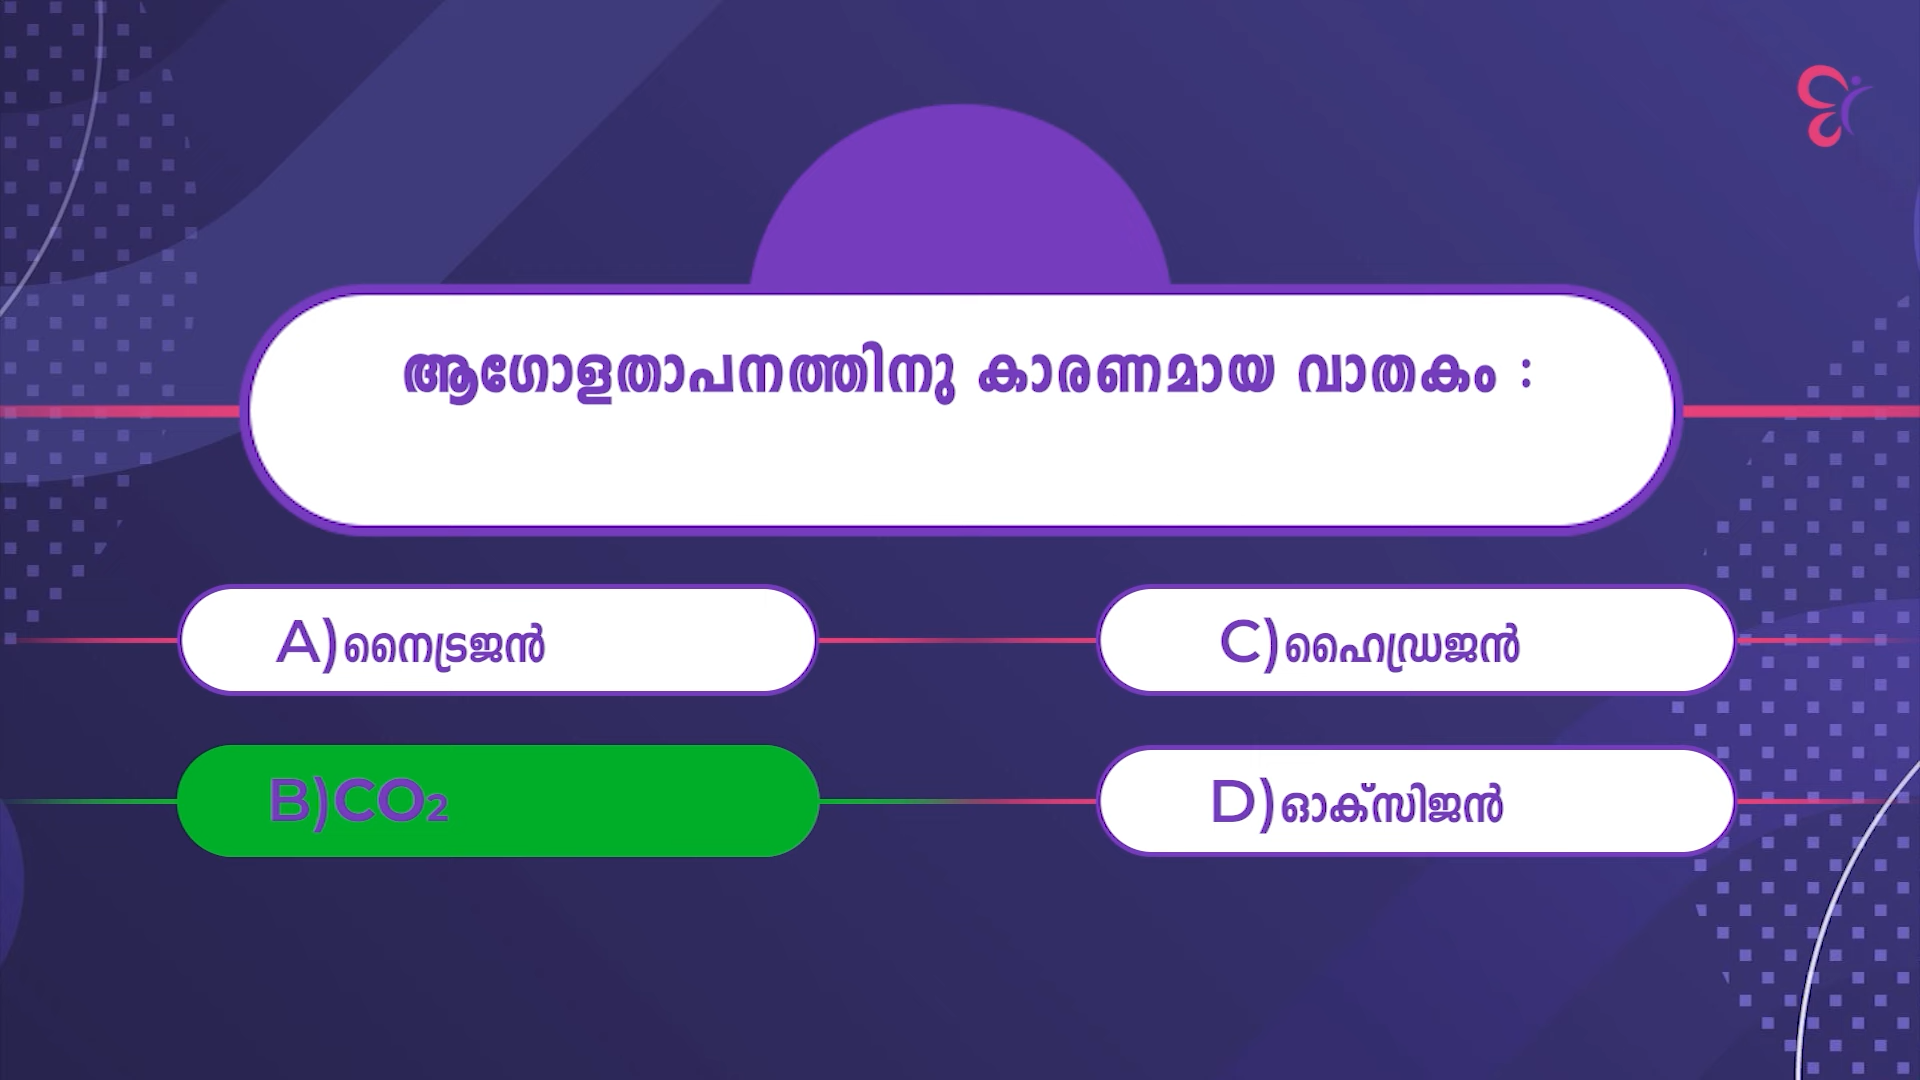 ആഗോളതാപനത്തിനു കാരണമായ വാതകം :
A)നൈട്രജൻ
B)CO₂
C)ഹൈഡ്രജൻ
D)ഓക്സിജൻ